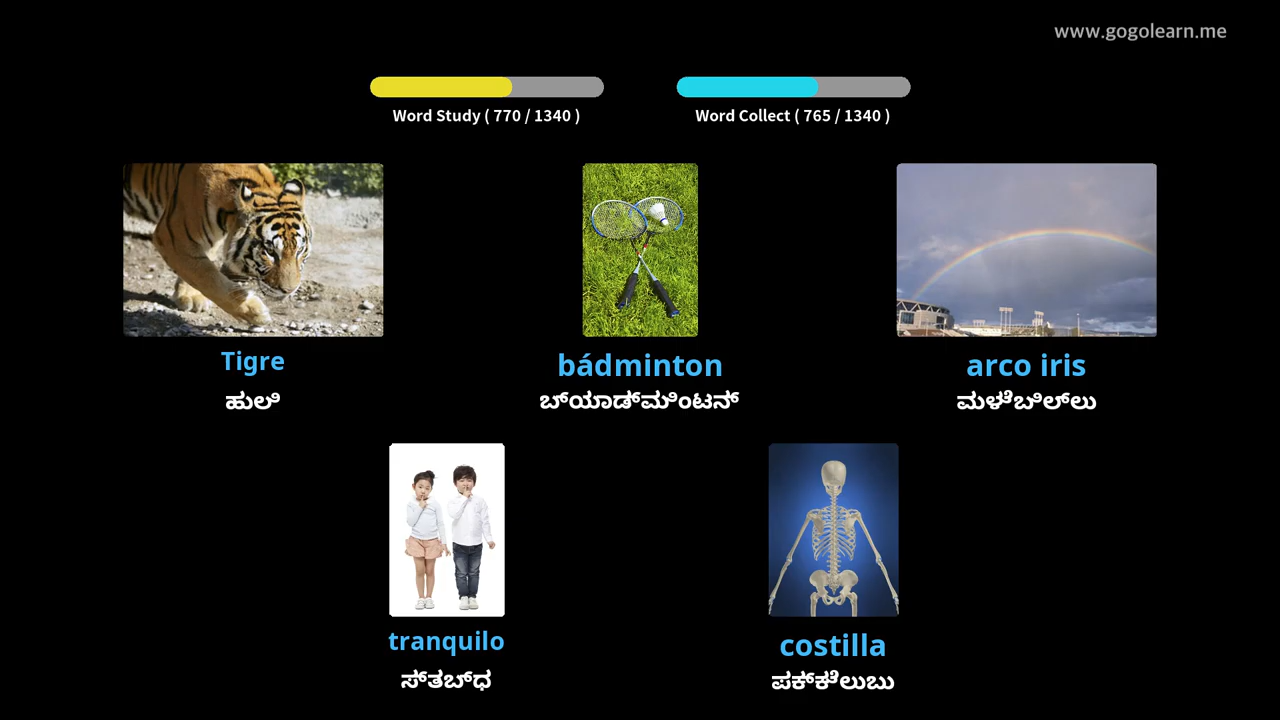 www.gogolearn.me
Word Study ( 770 / 1340 )
Word Collect ( 765 / 1340 )
Tigre
ಹುಲಿ
bádminton
ಬ್ಯಾಡ್ಮಿಂಟನ್
arco iris
ಮಳೆಬಿಲ್ಲು
tranquilo
ಸ್ತಬ್ಧ
costilla
ಪಕ್ಕೆಲುಬು